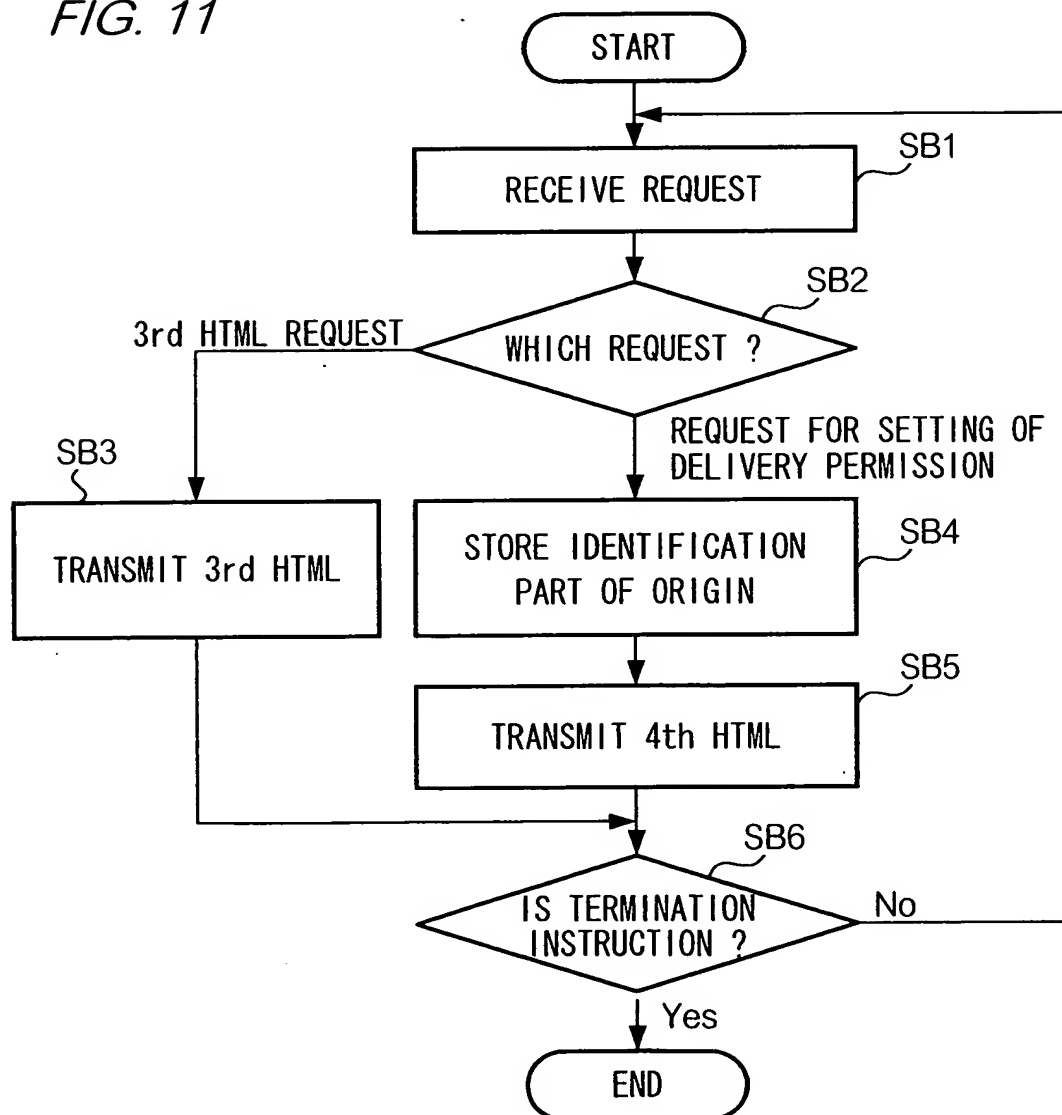 FIG. 11
START
SB1
RECEIVE REQUEST
SB2
3rd HTML REQUEST
WHICH REQUEST ?
REQUEST FOR SETTING OF
DELIVERY PERMISSION
SB3
TRANSMIT 3rd HTML
SB4
STORE IDENTIFICATION
PART OF ORIGIN
SB5
TRANSMIT 4th HTML
SB6
IS TERMINATION
INSTRUCTION ?
No
Yes
END